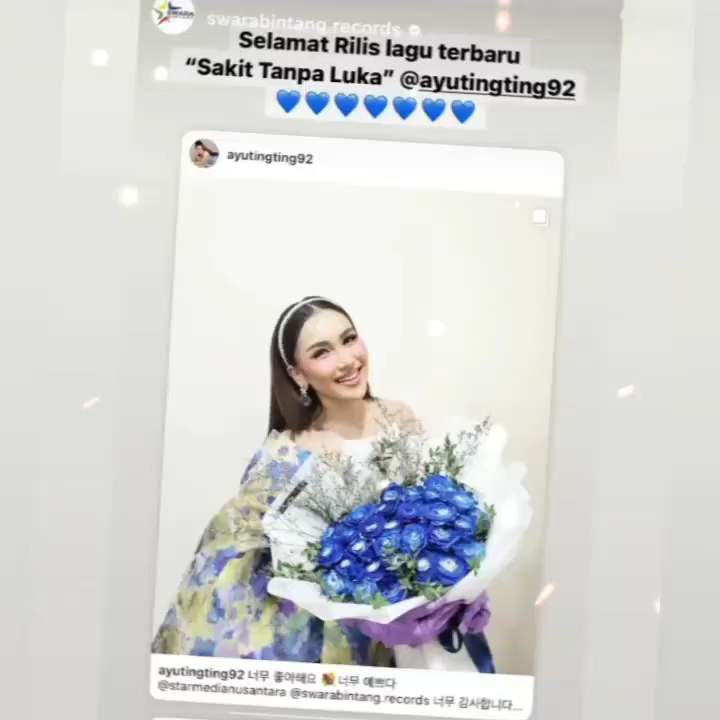 SWARA
swarabintang.records
Selamat Rilis lagu terbaru
“Sakit Tanpa Luka” @ayutingting92
💙💙💙💙💙💙💙
ayutingting92
ayutingting92 너무 좋아해요 💐 너무 예쁘다
@starmedianusantara @swarabintang.records 너무 감사합니다...